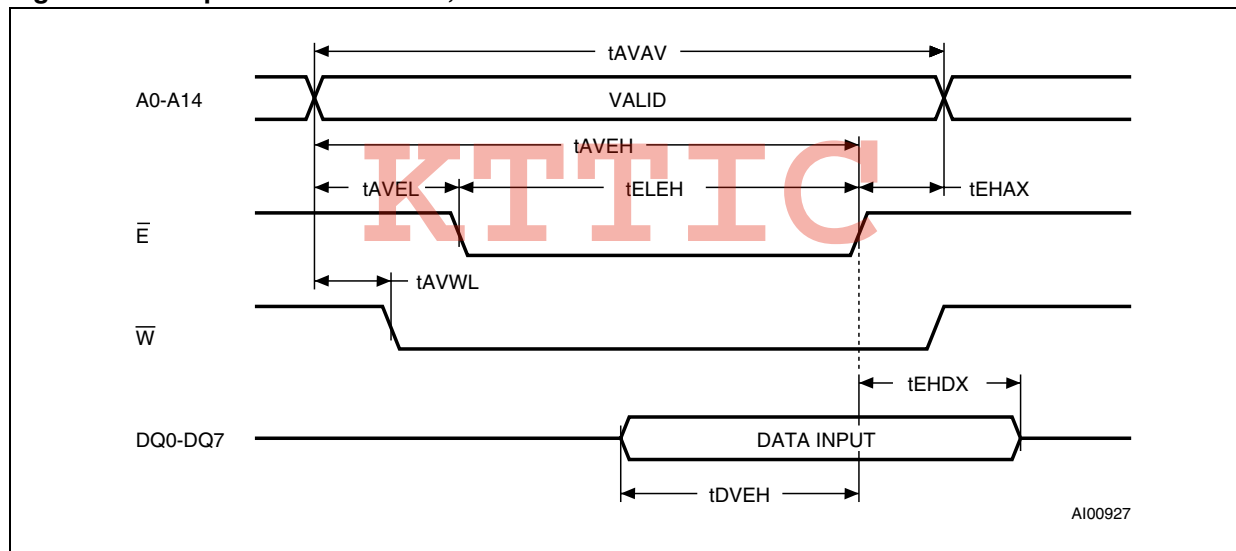 tAVAV
A0-A14 VALID
tAVEH
KTTIC
tAVEL tELEH tEHAX
E̅
tAVWL
W̅
tEHDX
DQ0-DQ7 DATA INPUT
tDVEH
AI00927